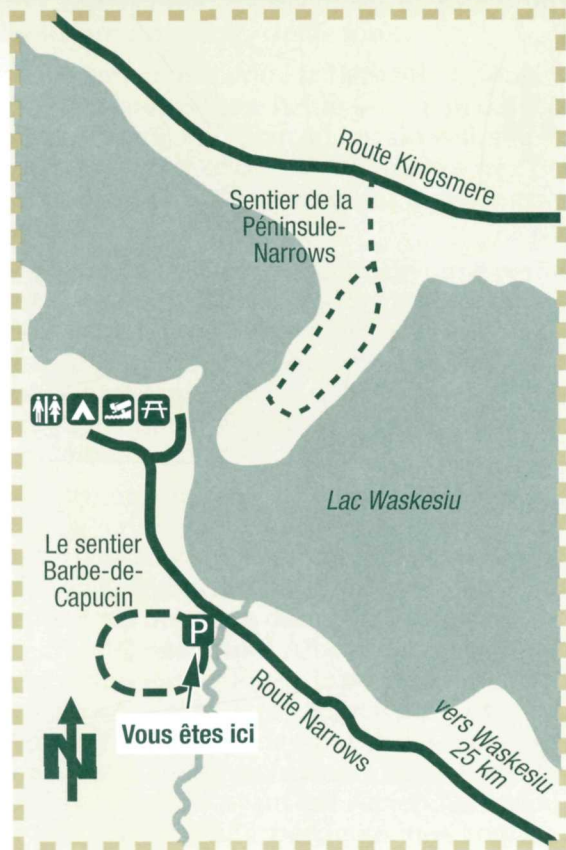 Route Kingsmere
Sentier de la
Péninsule-
Narrows
Lac Waskesiu
Le sentier
Barbe-de-
Capucin
P
Vous êtes ici
Route Narrows
vers Waskesiu
25 km
N